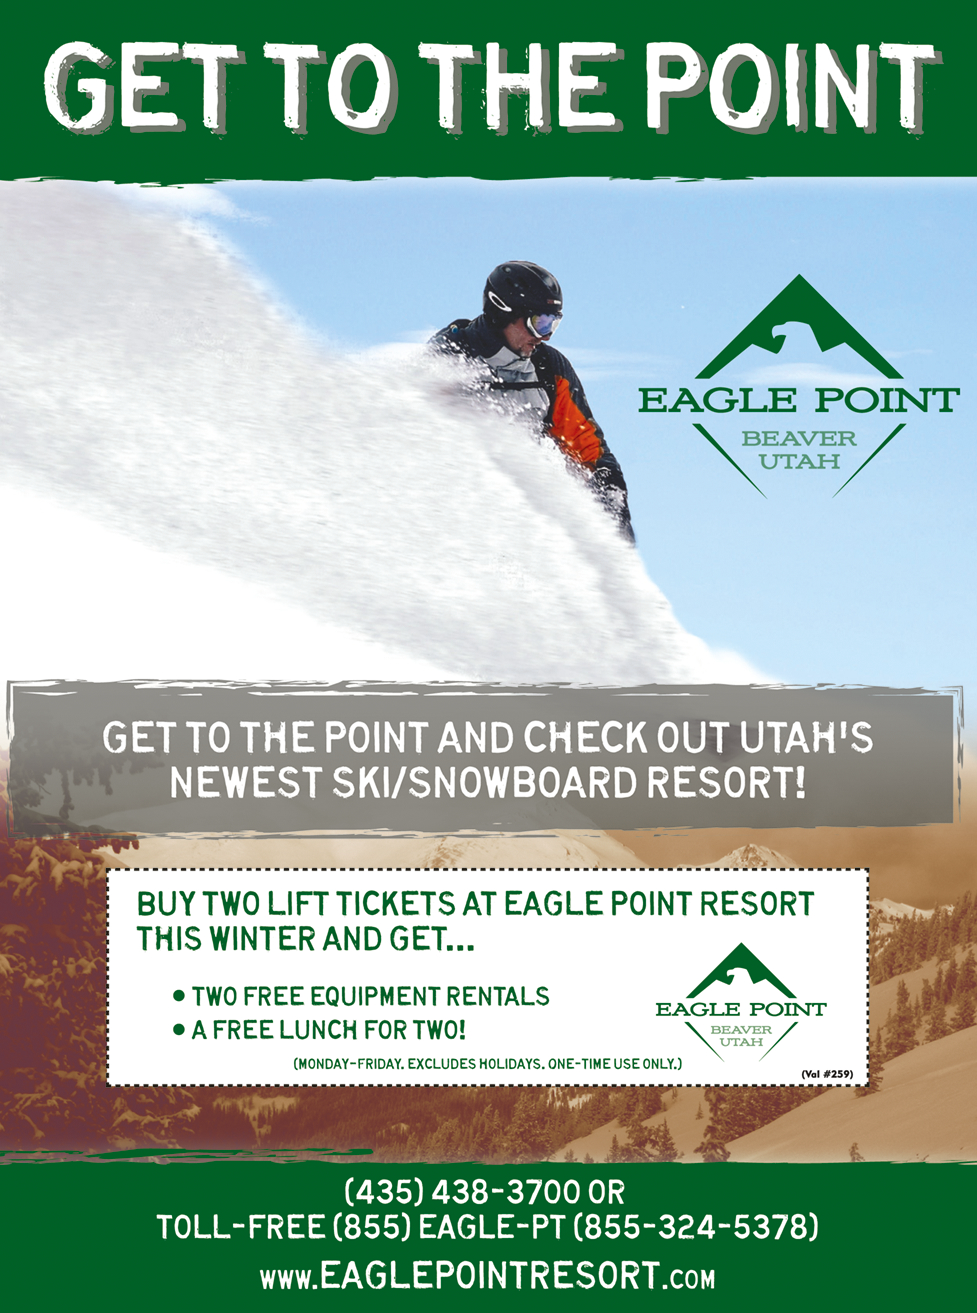 GET TO THE POINT
EAGLE POINT
BEAVER
UTAH
GET TO THE POINT AND CHECK OUT UTAH'S
NEWEST SKI/SNOWBOARD RESORT!
BUY TWO LIFT TICKETS AT EAGLE POINT RESORT
THIS WINTER AND GET...
• TWO FREE EQUIPMENT RENTALS
• A FREE LUNCH FOR TWO!
(MONDAY-FRIDAY. EXCLUDES HOLIDAYS. ONE-TIME USE ONLY.)
EAGLE POINT
BEAVER
UTAH
(Val #259)
(435) 438-3700 OR
TOLL-FREE (855) EAGLE-PT (855-324-5378)
WWW.EAGLEPOINTRESORT.COM